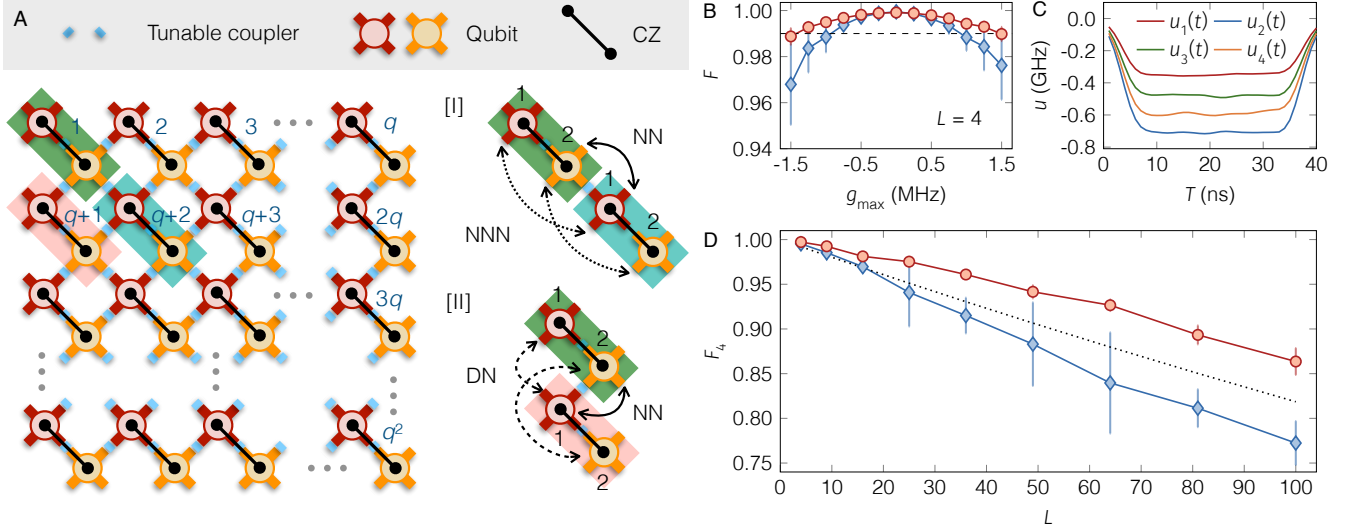 A
Tunable coupler
Qubit
CZ
1
2
3
q
q+1
q+2
q+3
2q
3q
q²
[I]
1
2
NN
1
2
NNN
[II]
1
2
DN
NN
1
2
B
F
1.00
0.98
0.96
0.94
L = 4
-1.5
-0.5
0.5
1.5
g_max (MHz)
C
u (GHz)
0.0
-0.2
-0.4
-0.6
-0.8
u₁(t)
u₂(t)
u₃(t)
u₄(t)
0
10
20
30
40
T (ns)
D
F₄
1.00
0.95
0.90
0.85
0.80
0.75
0
10
20
30
40
50
60
70
80
90
100
L